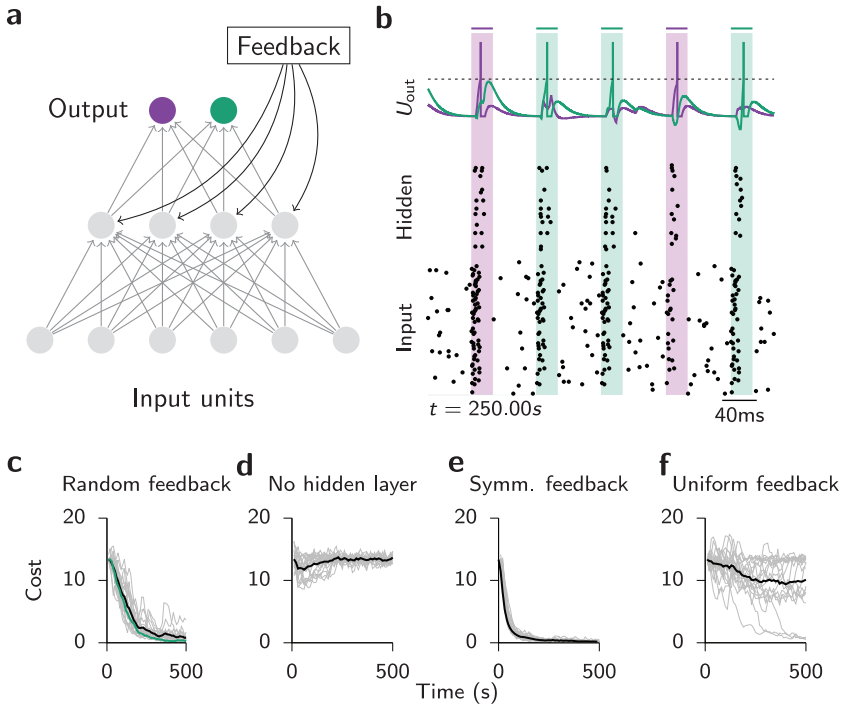 a
Feedback
Output
Input units
b
U_out
Hidden
Input
t = 250.00s
40ms
c
Random feedback
d
No hidden layer
e
Symm. feedback
f
Uniform feedback
Cost
20
10
0
0
500
20
10
0
0
500
20
10
0
0
500
20
10
0
0
500
Time (s)